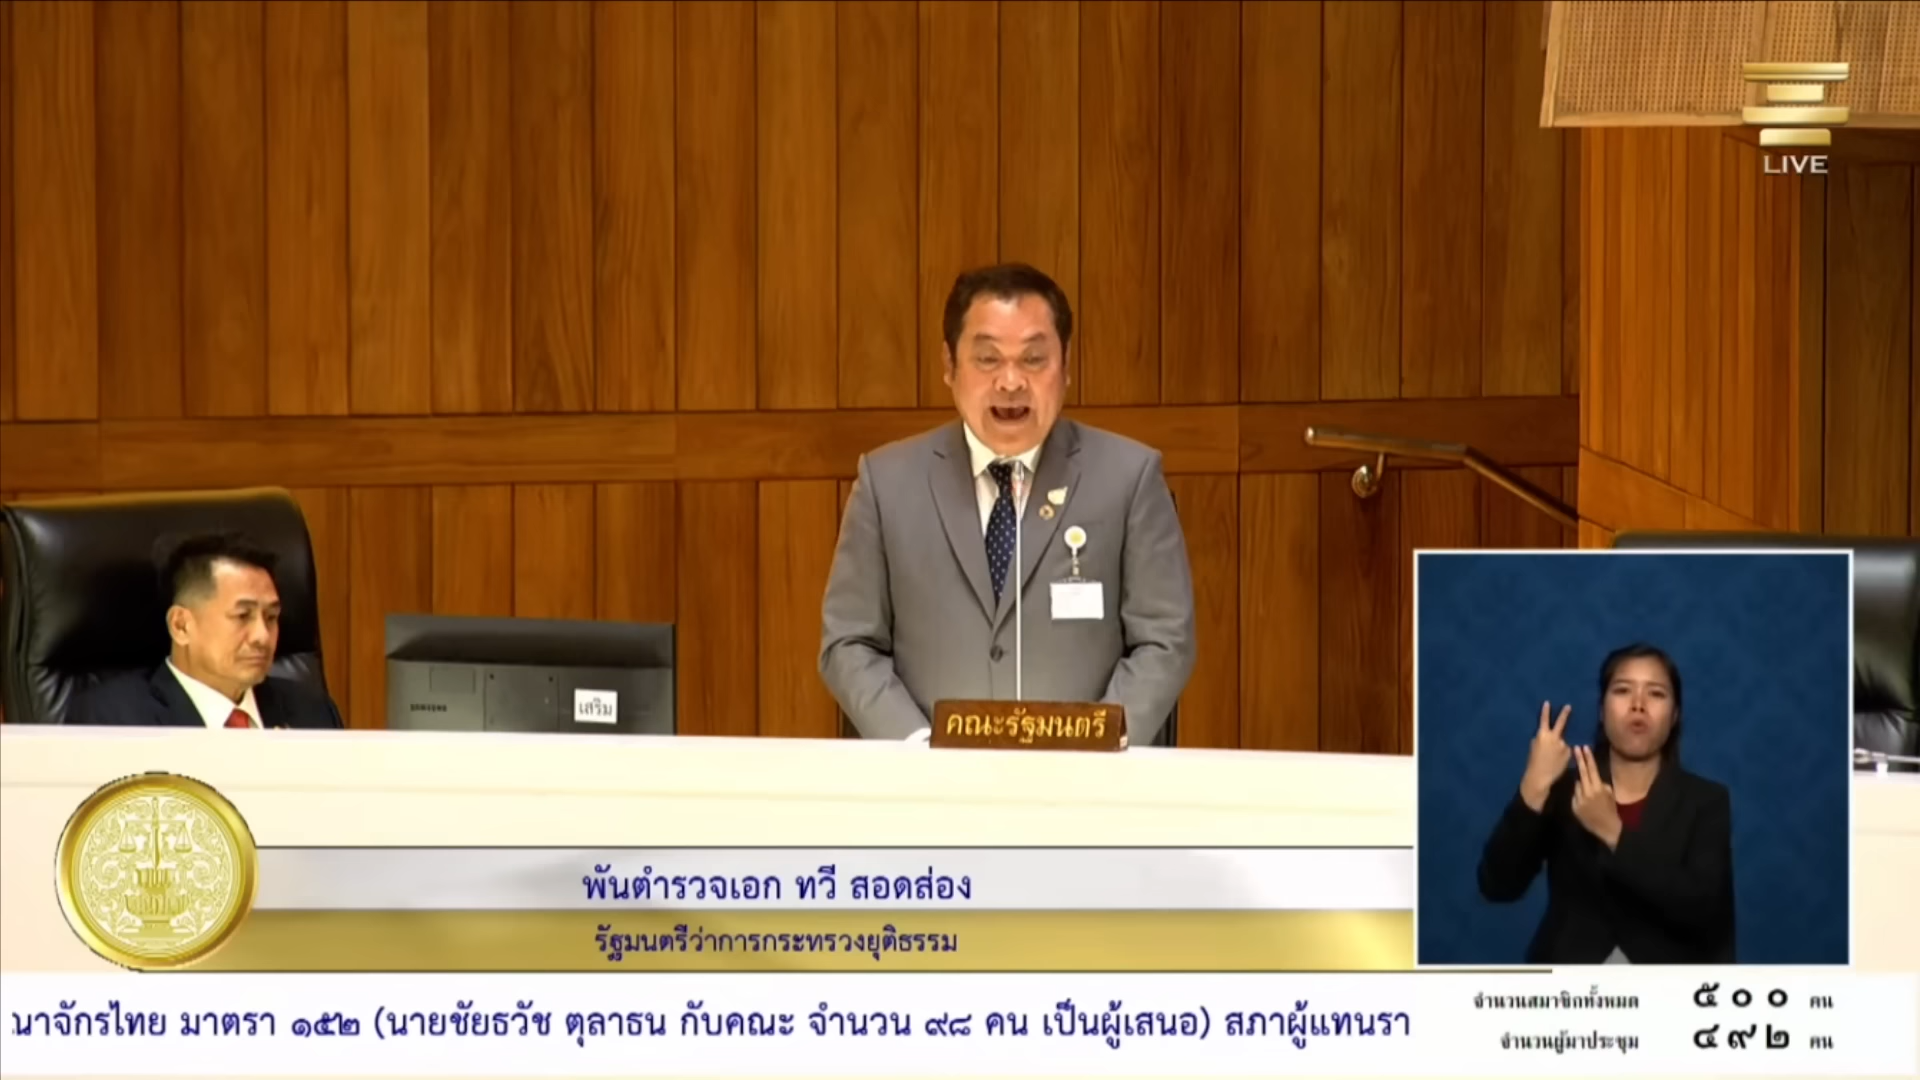 LIVE
SAMSUNG
เสริม
คณะรัฐมนตรี
พันตำรวจเอก ทวี สอดส่อง
รัฐมนตรีว่าการกระทรวงยุติธรรม
นาจักรไทย มาตรา ๑๕๒ (นายชัยธวัช ตุลาธน กับคณะ จำนวน ๙๘ คน เป็นผู้เสนอ) สภาผู้แทนรา
จำนวนสมาชิกทั้งหมด ๕๐๐ คน
จำนวนผู้มาประชุม ๔๙๒ คน